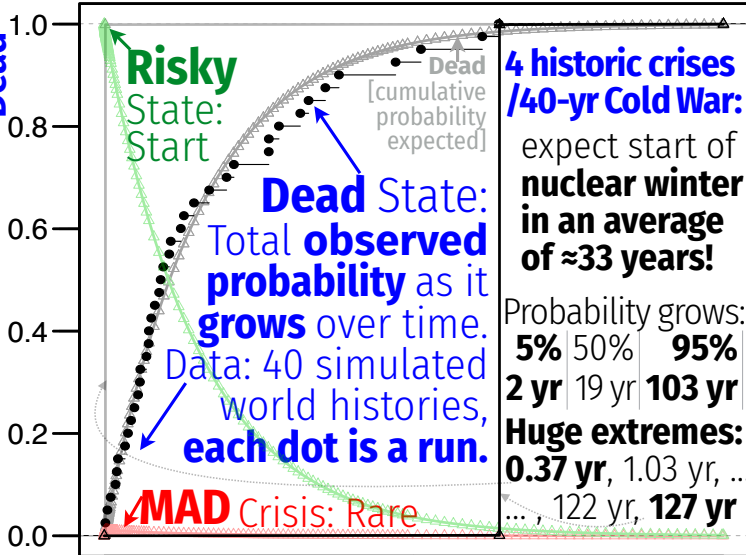 Dead
1.0
0.8
0.6
0.4
0.2
0.0
Risky
State:
Start
Dead
[cumulative
probability
expected]
Dead State:
Total observed
probability as it
grows over time.
Data: 40 simulated
world histories,
each dot is a run.
MAD Crisis: Rare
4 historic crises
/40-yr Cold War:
expect start of
nuclear winter
in an average
of ≈33 years!
Probability grows:
5% 50% 95%
2 yr 19 yr 103 yr
Huge extremes:
0.37 yr, 1.03 yr, ...
... , 122 yr, 127 yr